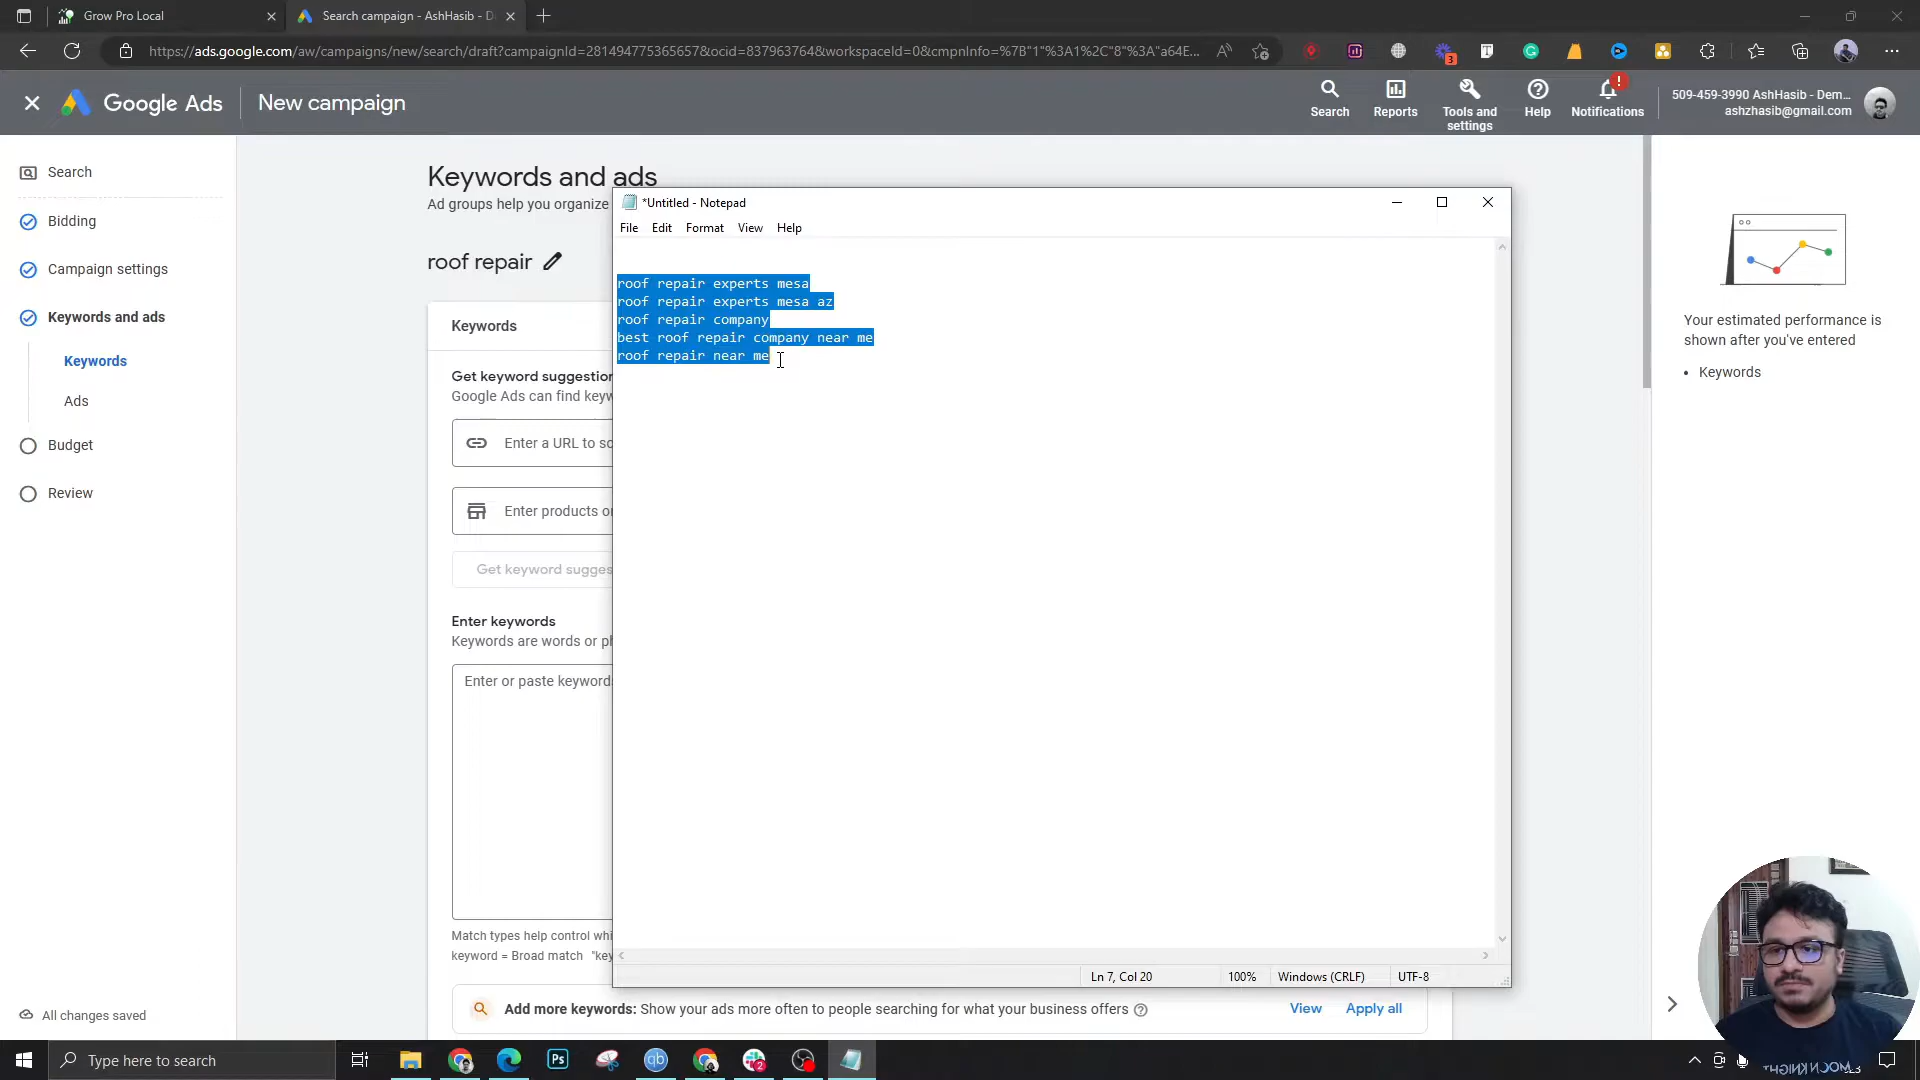 Grow Pro Local
Search campaign - AshHasib - D
https://ads.google.com/aw/campaigns/new/search/draft?campaignId=281494775365657&ocid=837963764&workspaceId=0&cmpnInfo=%7B"1"%3A1%2C"8"%3A"a64E...
3
Google Ads
New campaign
Search
Reports
Tools and settings
Help
Notifications
509-459-3990 AshHasib - Dem...
ashzhasib@gmail.com
Search
Bidding
Campaign settings
Keywords and ads
Keywords
Ads
Budget
Review
All changes saved
Keywords and ads
Ad groups help you organize
roof repair
Keywords
Get keyword suggestion
Google Ads can find keyw
Enter a URL to sc
Enter products or
Get keyword sugges
Enter keywords
Keywords are words or ph
Enter or paste keyword
Match types help control whi
keyword = Broad match "key
Add more keywords: Show your ads more often to people searching for what your business offers
View
Apply all
*Untitled - Notepad
File Edit Format View Help
roof repair experts mesa
roof repair experts mesa az
roof repair company
best roof repair company near me
roof repair near me
Ln 7, Col 20
100%
Windows (CRLF)
UTF-8
Your estimated performance is
shown after you've entered
Keywords
Type here to search
Ps
qb
2
MOON KNIGHT